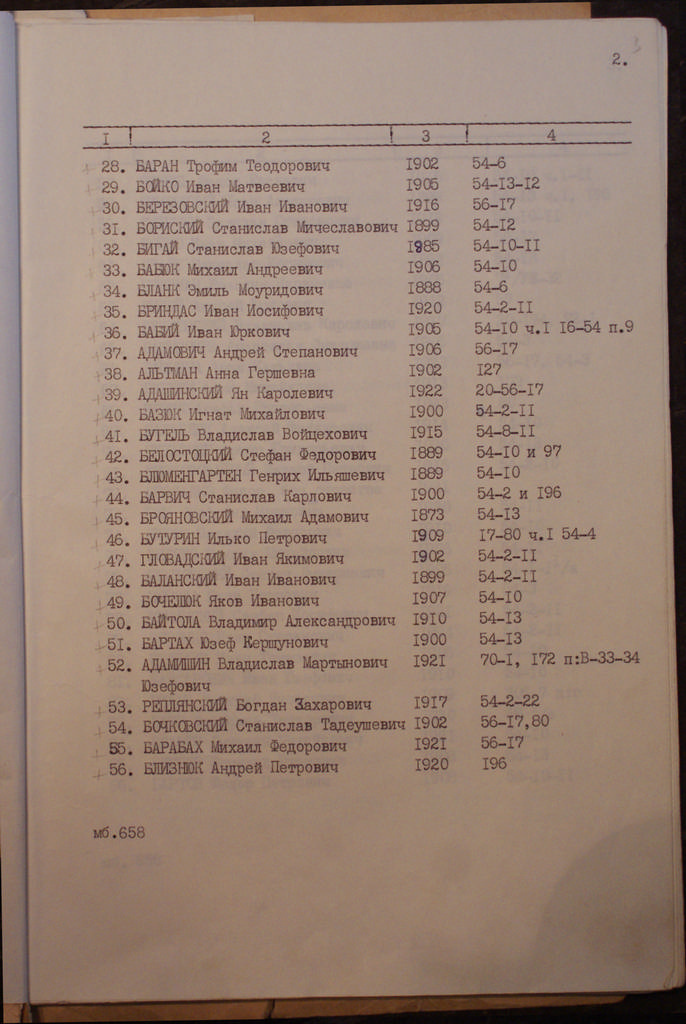 2.
I ! 2 ! 3 ! 4
28. БАРАН Трофим Теодорович 1902 54-6
29. БОЙКО Иван Матвеевич 1905 54-13-12
30. БЕРЕЗОВСКИЙ Иван Иванович 1916 56-17
31. БОРИСКИЙ Станислав Мичеславович 1899 54-12
32. БИГАЙ Станислав Юзефович 1985 54-10-II
33. БАБЮК Михаил Андреевич 1906 54-10
34. БЛАНК Эмиль Моуридович 1888 54-6
35. БРИНДАС Иван Иосифович 1920 54-2-II
36. БАБИЙ Иван Юркович 1905 54-10 ч.I 16-54 п.9
37. АДАМОВИЧ Андрей Степанович 1906 56-17
38. АЛЬТМАН Анна Гершевна 1902 127
39. АДАШИНСКИЙ Ян Каролевич 1922 20-56-17
40. БАЗЮК Игнат Михайлович 1900 54-2-II
41. БУГЕЛЬ Владислав Войцехович 1915 54-8-II
42. БЕЛОСТОЦКИЙ Стефан Федорович 1889 54-10 и 97
43. БЛЮМЕНГАРТЕН Генрих Ильяшевич 1889 54-10
44. БАРВИЧ Станислав Карлович 1900 54-2 и 196
45. БРОЯНОВСКИЙ Михаил Адамович 1873 54-13
46. БУТУРИН Илько Петрович 1909 17-80 ч.I 54-4
47. ГЛОВАДСКИЙ Иван Якимович 1902 54-2-II
48. БАЛАНСКИЙ Иван Иванович 1899 54-2-II
49. БОЧЕЛЮК Яков Иванович 1907 54-10
50. БАЙТОЛА Владимир Александрович 1910 54-13
51. БАРТАХ Юзеф Кершунович 1900 54-13
52. АДАМИШИН Владислав Мартынович 1921 70-I, 172 п:В-33-34
Юзефович
53. РЕПЛЯНСКИЙ Богдан Захарович 1917 54-2-22
54. БОЧКОВСКИЙ Станислав Тадеушевич 1902 56-17,80
55. БАРАБАХ Михаил Федорович 1921 56-17
56. БЛИЗНЮК Андрей Петрович 1920 196
мб.658